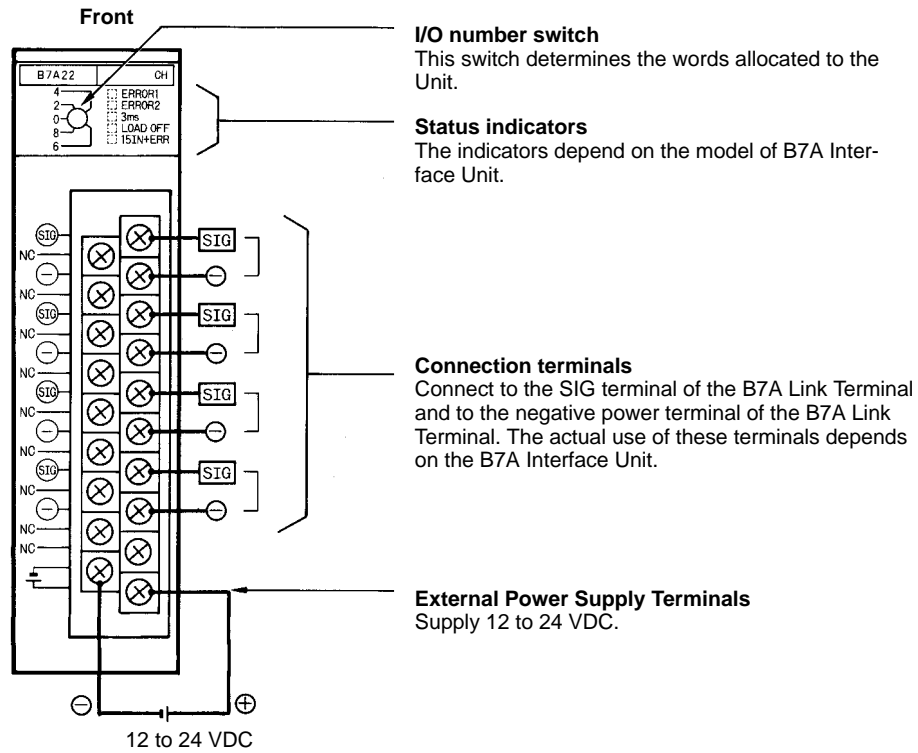 Front
I/O number switch
This switch determines the words allocated to the
Unit.
B7A22 CH
4
2
0
8
6
ERROR1
ERROR2
3ms
LOAD OFF
15IN+ERR
Status indicators
The indicators depend on the model of B7A Inter-
face Unit.
SIG
NC
−
NC
SIG
NC
−
NC
SIG
NC
−
NC
SIG
NC
−
NC
NC
SIG
−
SIG
−
SIG
−
SIG
−
Connection terminals
Connect to the SIG terminal of the B7A Link Terminal
and to the negative power terminal of the B7A Link
Terminal. The actual use of these terminals depends
on the B7A Interface Unit.
External Power Supply Terminals
Supply 12 to 24 VDC.
− +
12 to 24 VDC